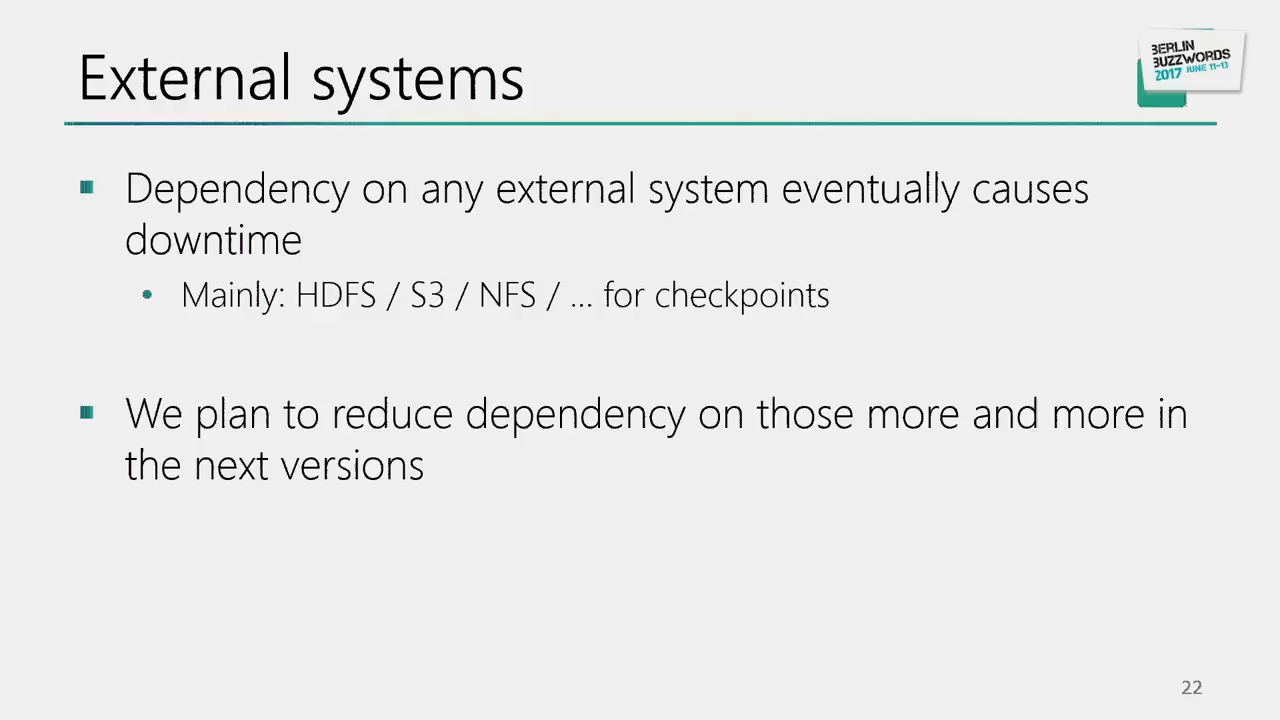 External systems
BERLIN
BUZZWORDS
2017 JUNE 11-13
Dependency on any external system eventually causes
downtime
Mainly: HDFS / S3 / NFS / … for checkpoints
We plan to reduce dependency on those more and more in
the next versions
22